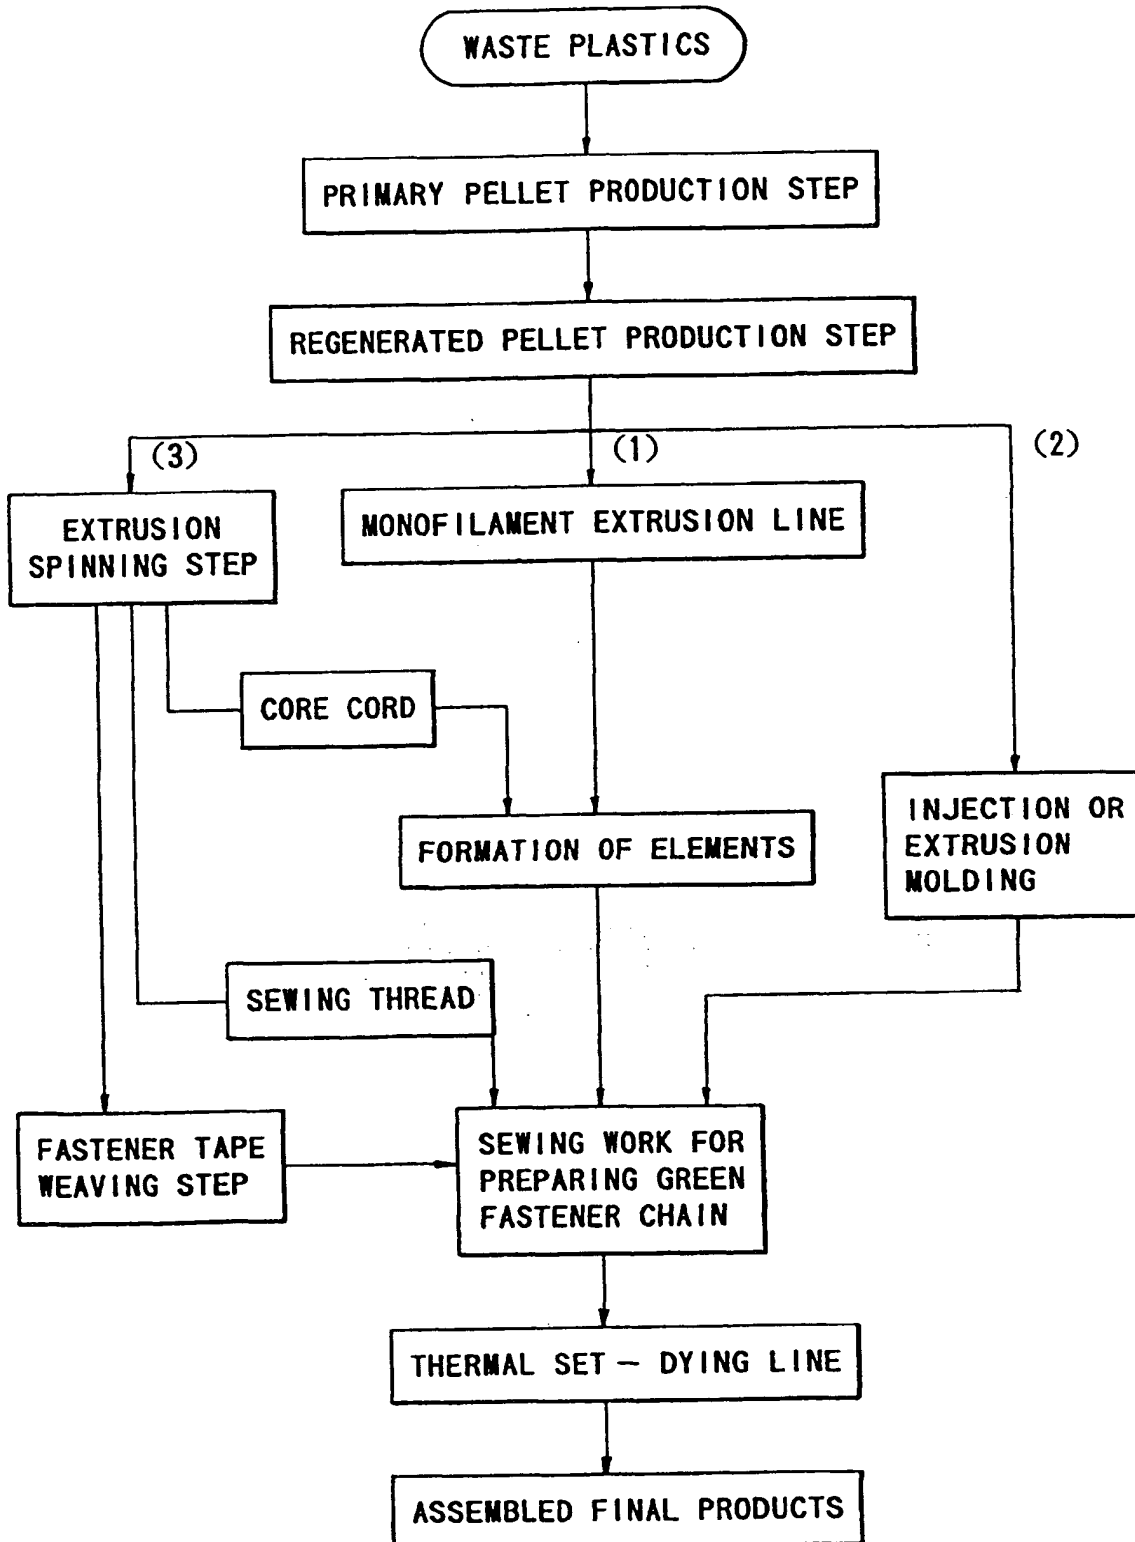 WASTE PLASTICS
PRIMARY PELLET PRODUCTION STEP
REGENERATED PELLET PRODUCTION STEP
(3)
(1)
(2)
EXTRUSION
SPINNING STEP
MONOFILAMENT EXTRUSION LINE
CORE CORD
INJECTION OR
EXTRUSION
MOLDING
FORMATION OF ELEMENTS
SEWING THREAD
FASTENER TAPE
WEAVING STEP
SEWING WORK FOR
PREPARING GREEN
FASTENER CHAIN
THERMAL SET – DYING LINE
ASSEMBLED FINAL PRODUCTS